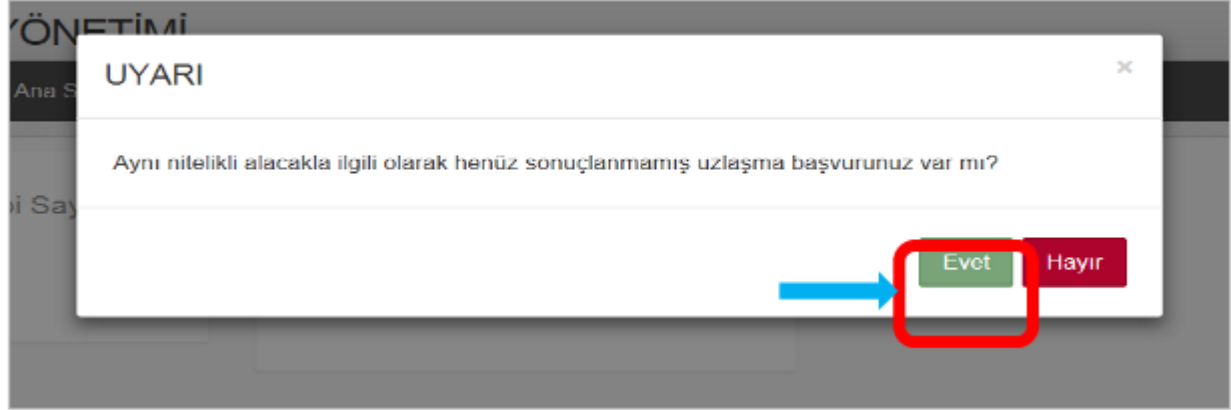 YÖNETİMİ
UYARI
×
Ana S
Aynı nitelikli alacakla ilgili olarak henüz sonuçlanmamış uzlaşma başvurunuz var mı?
i Say
Evet Hayır